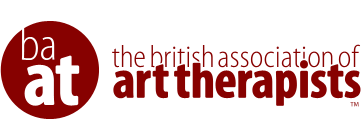 ba
at
the british association of
art therapists
TM